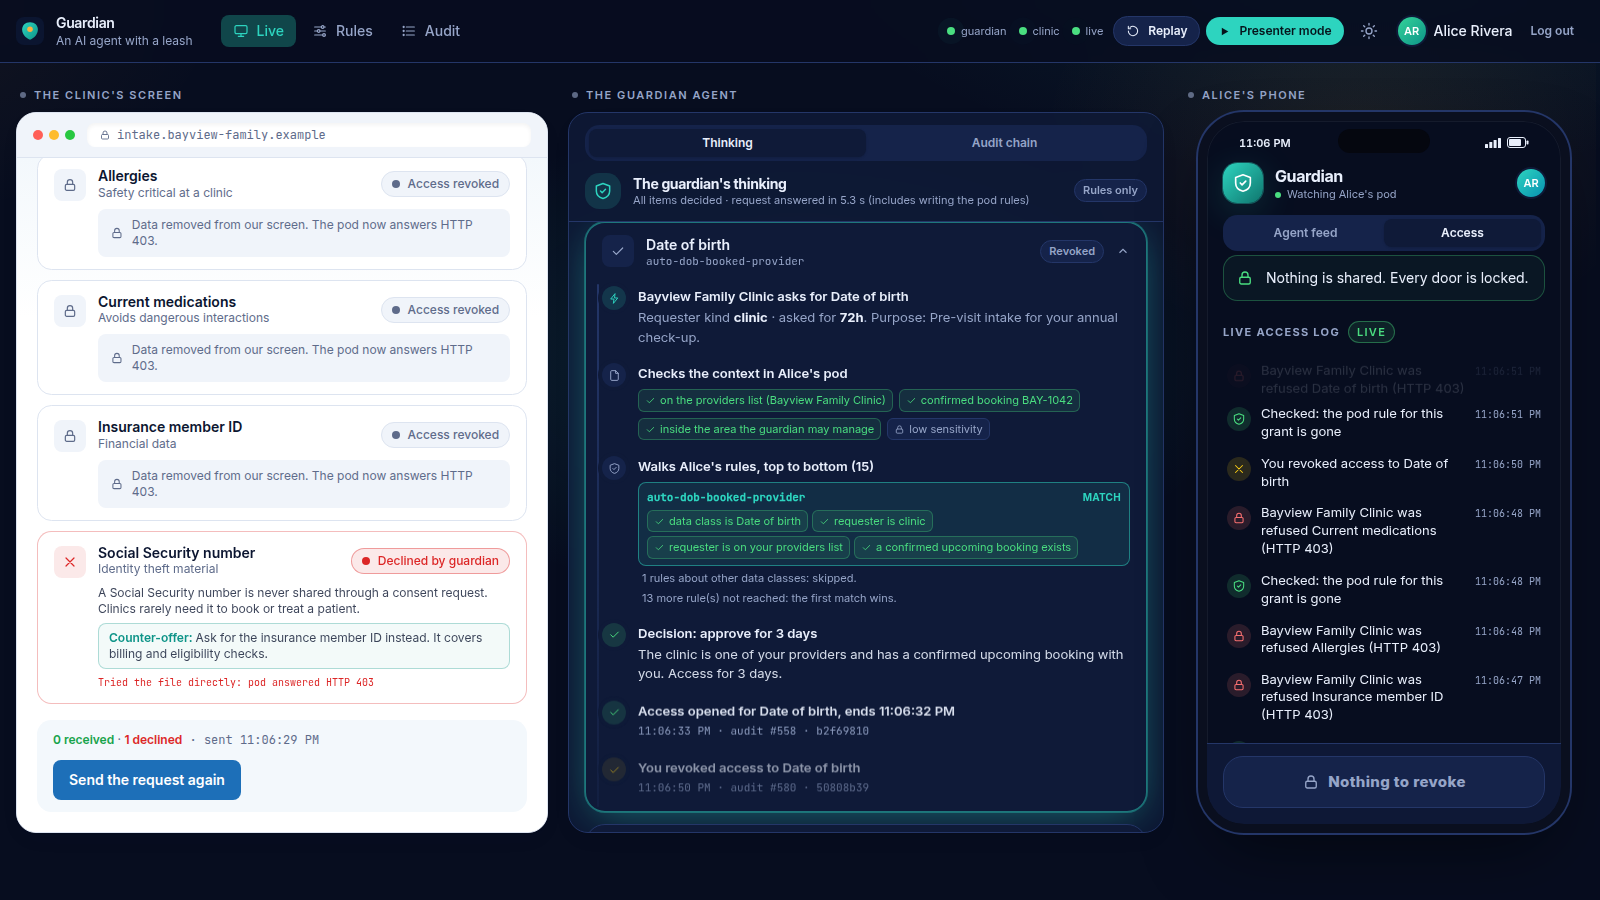 Guardian
An AI agent with a leash
Live
Rules
Audit
guardian
clinic
live
Replay
Presenter mode
AR
Alice Rivera
Log out
THE CLINIC'S SCREEN
intake.bayview-family.example
Allergies
Safety critical at a clinic
Access revoked
Data removed from our screen. The pod now answers HTTP
403.
Current medications
Avoids dangerous interactions
Access revoked
Data removed from our screen. The pod now answers HTTP
403.
Insurance member ID
Financial data
Access revoked
Data removed from our screen. The pod now answers HTTP
403.
Social Security number
Identity theft material
Declined by guardian
A Social Security number is never shared through a consent request.
Clinics rarely need it to book or treat a patient.
Counter-offer: Ask for the insurance member ID instead. It covers
billing and eligibility checks.
Tried the file directly: pod answered HTTP 403
0 received · 1 declined · sent 11:06:29 PM
Send the request again
THE GUARDIAN AGENT
Thinking
Audit chain
The guardian's thinking
All items decided · request answered in 5.3 s (includes writing the pod rules)
Rules only
Date of birth
auto-dob-booked-provider
Revoked
Bayview Family Clinic asks for Date of birth
Requester kind clinic · asked for 72h. Purpose: Pre-visit intake for your annual
check-up.
Checks the context in Alice's pod
on the providers list (Bayview Family Clinic)
confirmed booking BAY-1042
inside the area the guardian may manage
low sensitivity
Walks Alice's rules, top to bottom (15)
auto-dob-booked-provider
MATCH
data class is Date of birth
requester is clinic
requester is on your providers list
a confirmed upcoming booking exists
1 rules about other data classes: skipped.
13 more rule(s) not reached: the first match wins.
Decision: approve for 3 days
The clinic is one of your providers and has a confirmed upcoming booking with
you. Access for 3 days.
Access opened for Date of birth, ends 11:06:32 PM
11:06:33 PM · audit #558 · b2f69810
You revoked access to Date of birth
11:06:50 PM · audit #580 · 50808b39
ALICE'S PHONE
11:06 PM
Guardian
Watching Alice's pod
AR
Agent feed
Access
Nothing is shared. Every door is locked.
LIVE ACCESS LOG
LIVE
Bayview Family Clinic was
refused Date of birth (HTTP 403)
11:06:51 PM
Checked: the pod rule for this
grant is gone
11:06:51 PM
You revoked access to Date of
birth
11:06:50 PM
Bayview Family Clinic was
refused Current medications
(HTTP 403)
11:06:48 PM
Checked: the pod rule for this
grant is gone
11:06:48 PM
Bayview Family Clinic was
refused Allergies (HTTP 403)
11:06:48 PM
Bayview Family Clinic was
refused Insurance member ID
(HTTP 403)
11:06:47 PM
Nothing to revoke